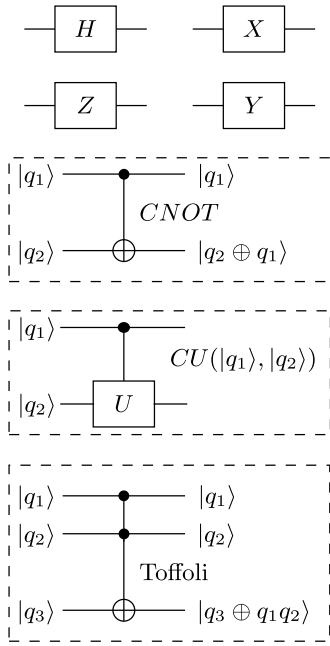 H X
Z Y
|q₁⟩ |q₁⟩
CNOT
|q₂⟩ |q₂ ⊕ q₁⟩
|q₁⟩
CU(|q₁⟩, |q₂⟩)
|q₂⟩ U
|q₁⟩ |q₁⟩
|q₂⟩ |q₂⟩
Toffoli
|q₃⟩ |q₃ ⊕ q₁q₂⟩